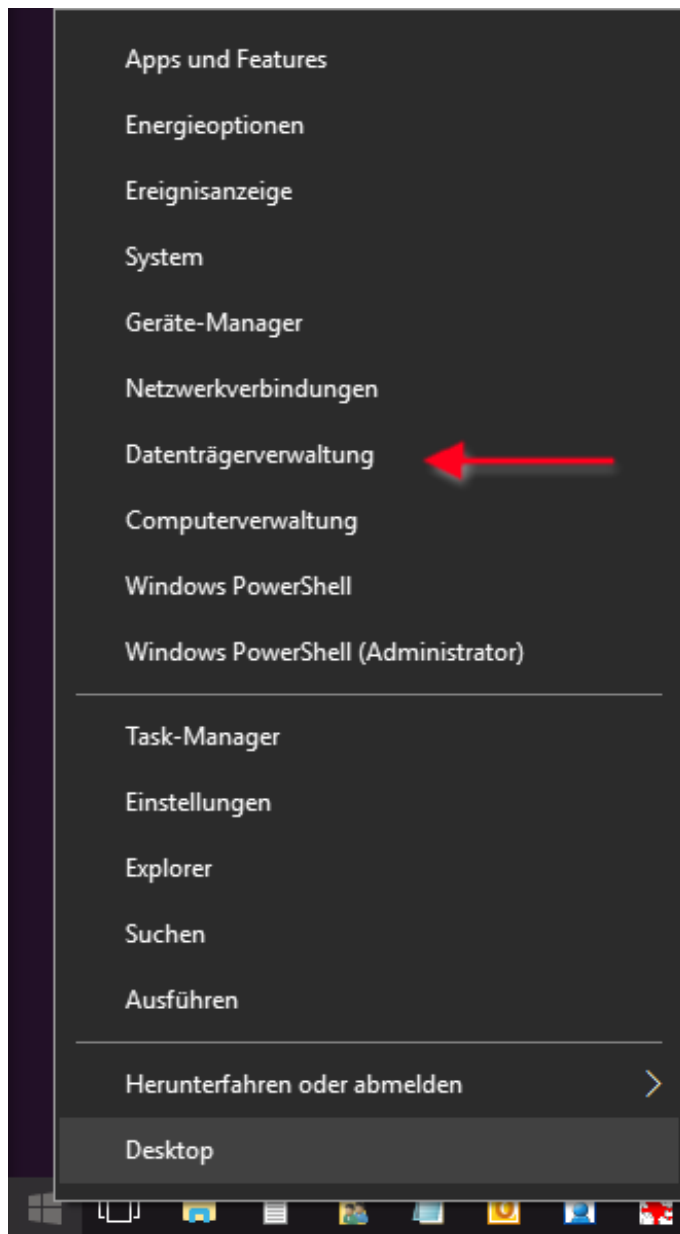 Apps und Features
Energieoptionen
Ereignisanzeige
System
Geräte-Manager
Netzwerkverbindungen
Datenträgerverwaltung
Computerverwaltung
Windows PowerShell
Windows PowerShell (Administrator)
Task-Manager
Einstellungen
Explorer
Suchen
Ausführen
Herunterfahren oder abmelden
Desktop